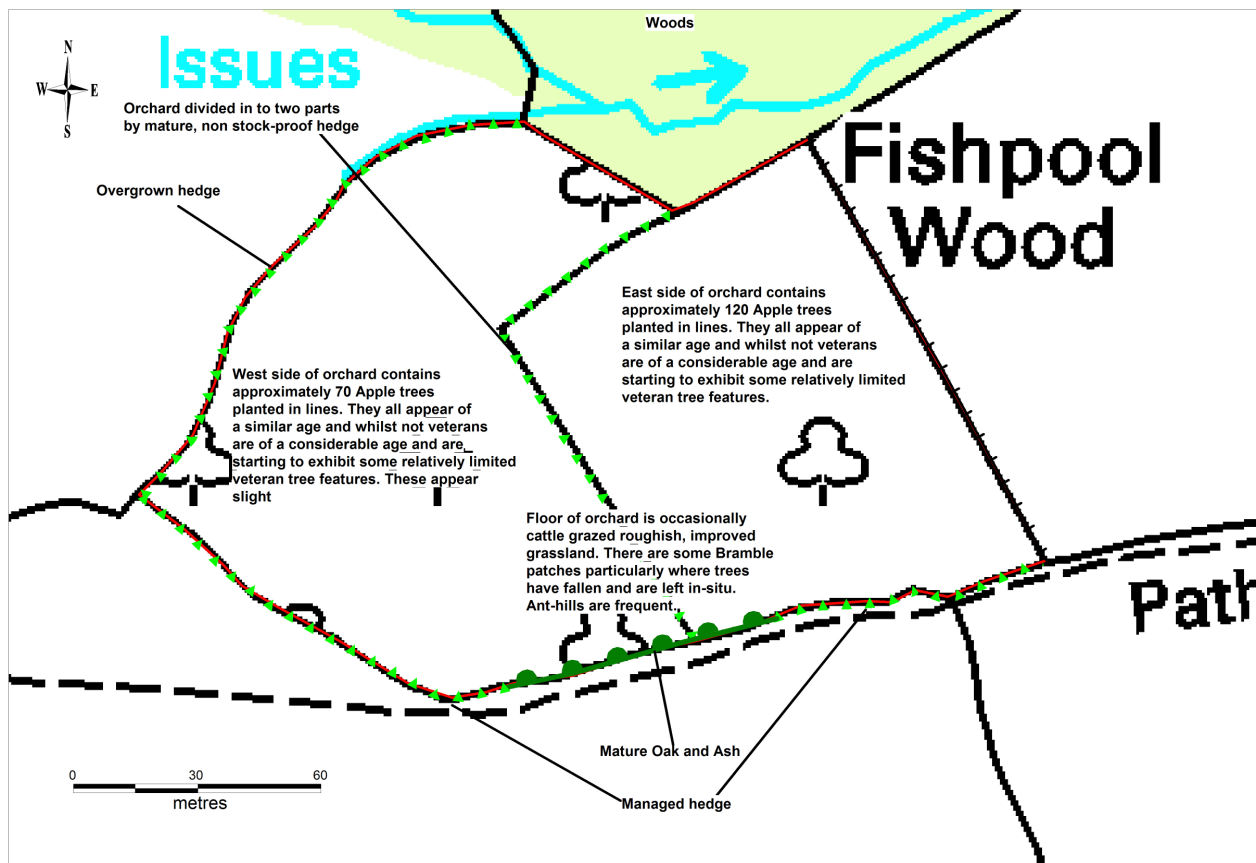 Woods
N
W E
S
Issues
Orchard divided in to two parts
by mature, non stock-proof hedge
Fishpool
Wood
Overgrown hedge
East side of orchard contains
approximately 120 Apple trees
planted in lines. They all appear of
a similar age and whilst not veterans
are of a considerable age and are
starting to exhibit some relatively limited
veteran tree features.
West side of orchard contains
approximately 70 Apple trees
planted in lines. They all appear of
a similar age and whilst not veterans
are of a considerable age and are
starting to exhibit some relatively limited
veteran tree features. These appear
slight
Floor of orchard is occasionally
cattle grazed roughish, improved
grassland. There are some Bramble
patches particularly where trees
have fallen and are left in-situ.
Ant-hills are frequent.
Path
Mature Oak and Ash
Managed hedge
0 30 60
metres